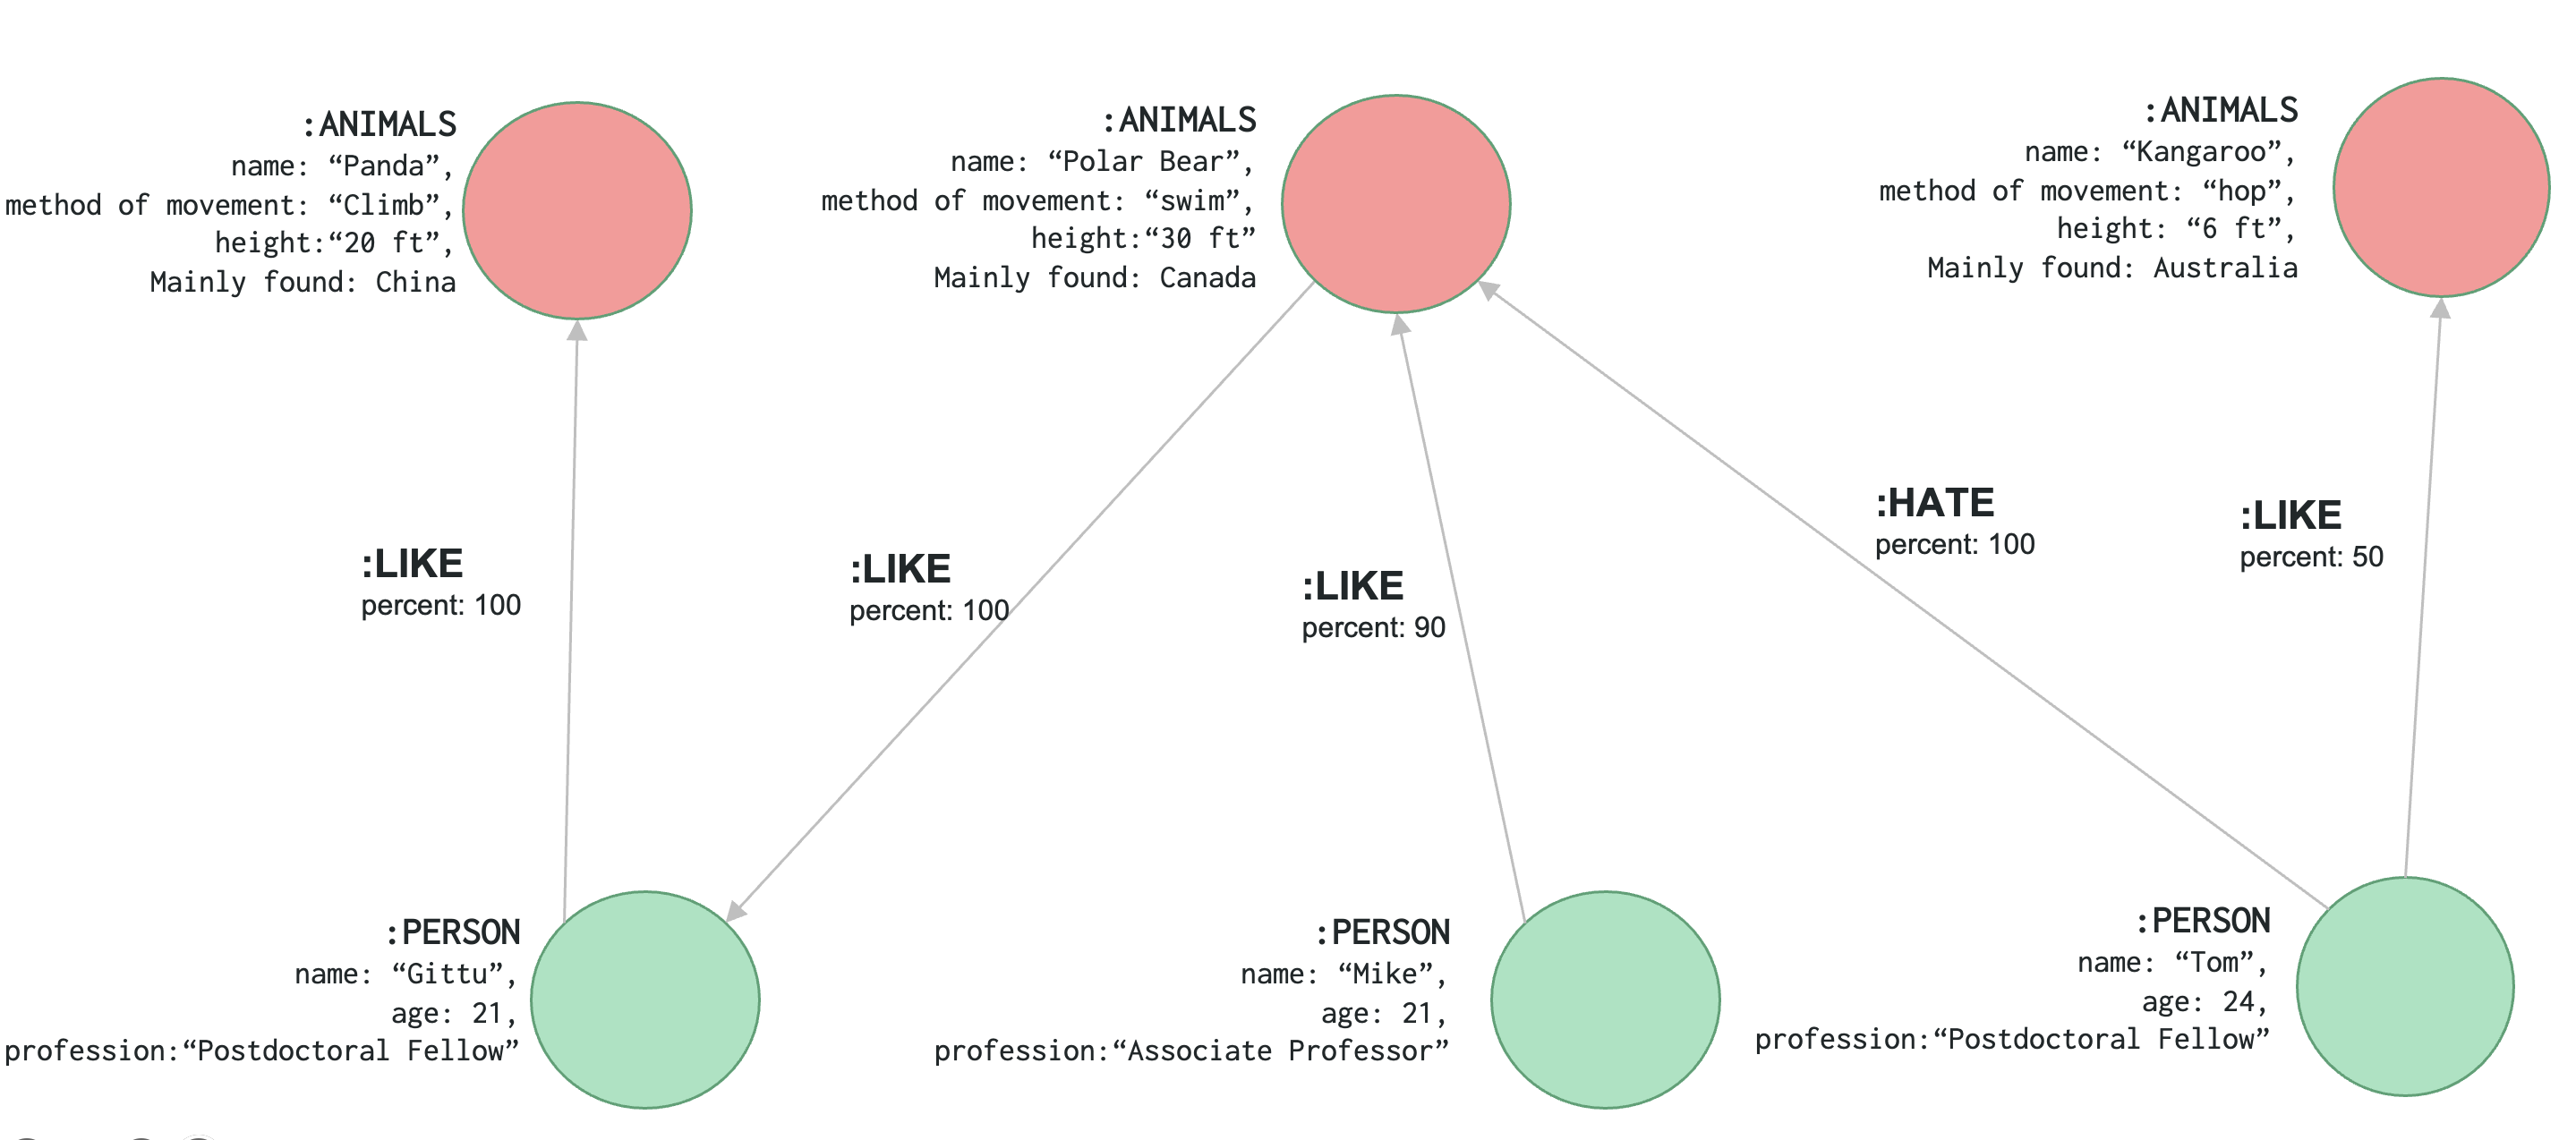 :ANIMALS
name: “Panda”,
method of movement: “Climb”,
height:“20 ft”,
Mainly found: China
:ANIMALS
name: “Polar Bear”,
method of movement: “swim”,
height:“30 ft”
Mainly found: Canada
:ANIMALS
name: “Kangaroo”,
method of movement: “hop”,
height: “6 ft”,
Mainly found: Australia
:LIKE
percent: 100
:LIKE
percent: 100
:LIKE
percent: 90
:HATE
percent: 100
:LIKE
percent: 50
:PERSON
name: “Gittu”,
age: 21,
profession:“Postdoctoral Fellow”
:PERSON
name: “Mike”,
age: 21,
profession:“Associate Professor”
:PERSON
name: “Tom”,
age: 24,
profession:“Postdoctoral Fellow”